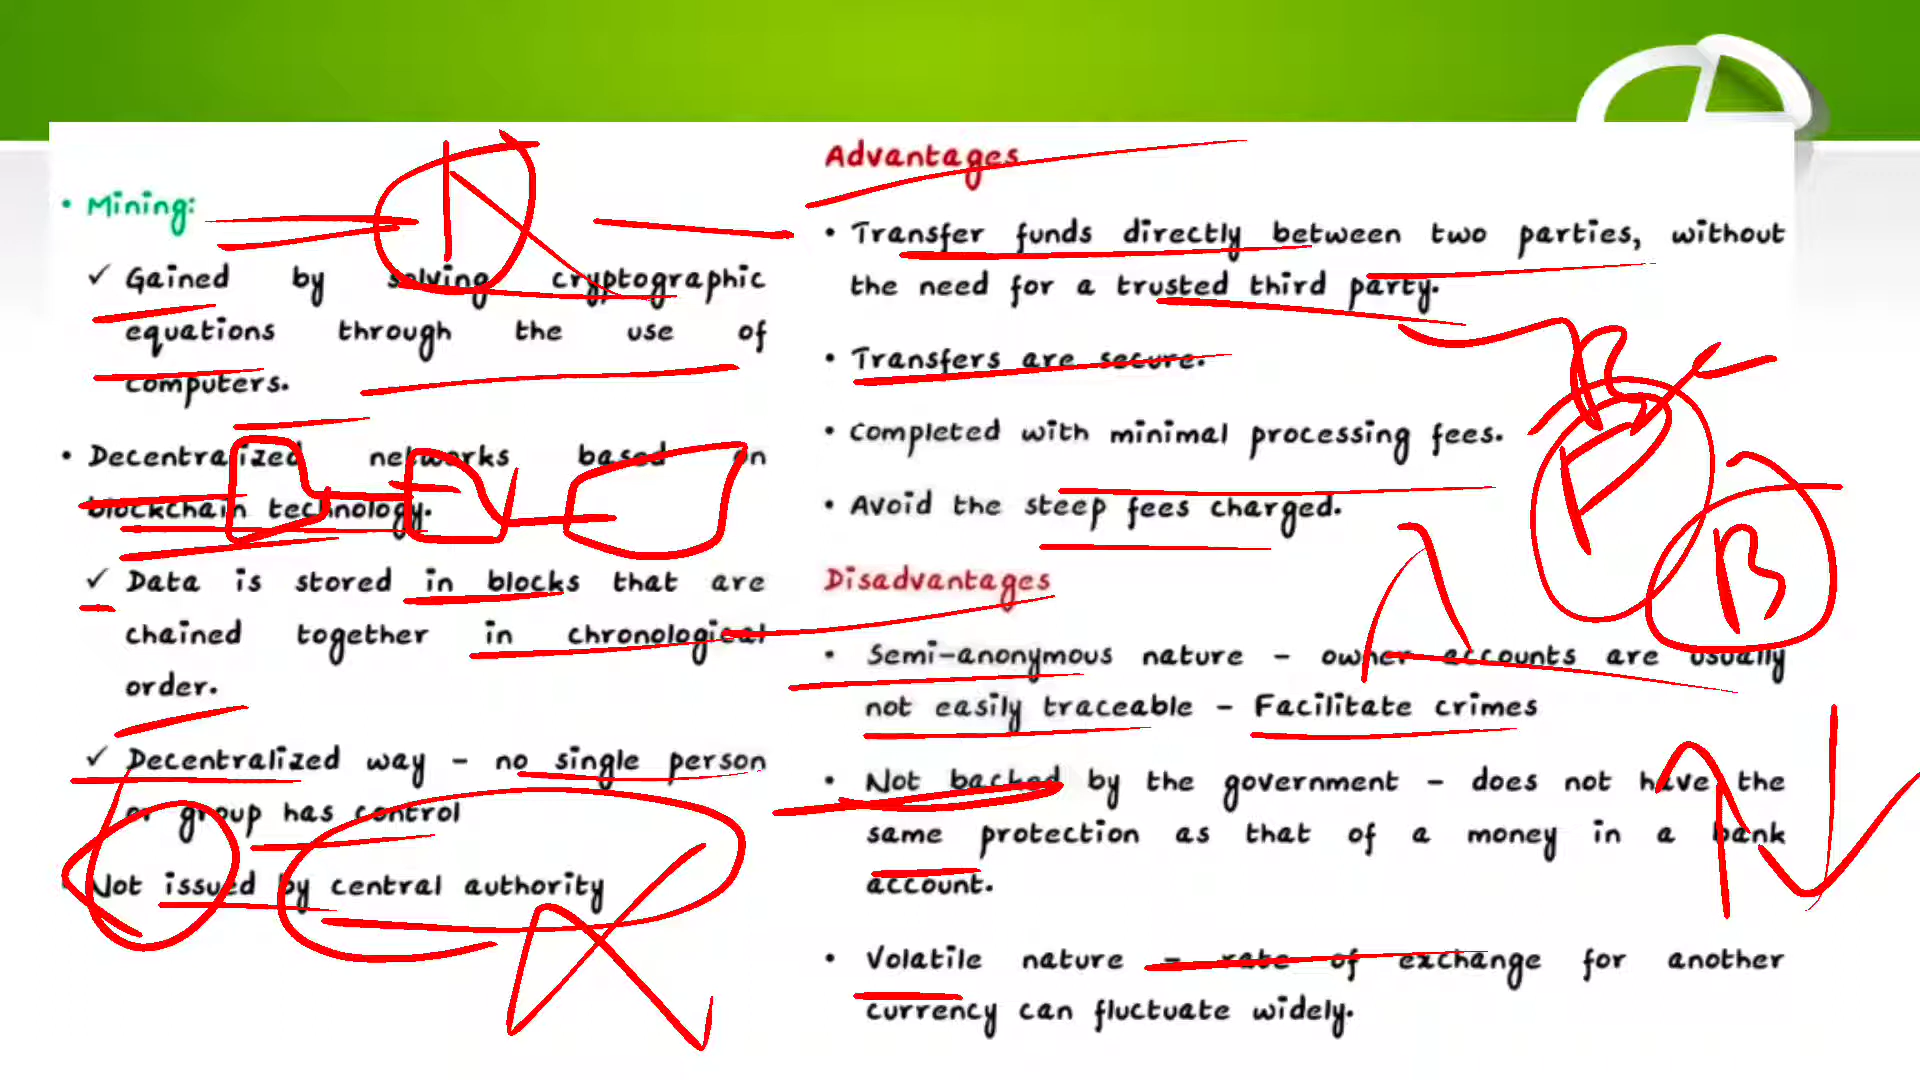 • Mining:
✓ Gained by solving cryptographic
equations through the use of
computers.
• Decentralized networks based on
blockchain technology.
✓ Data is stored in blocks that are
chained together in chronological
order.
✓ Decentralized way - no single person
or group has control
• Not issued by central authority
Advantages
• Transfer funds directly between two parties, without
the need for a trusted third party.
• Transfers are secure.
• Completed with minimal processing fees.
• Avoid the steep fees charged.
Disadvantages
• Semi-anonymous nature - owner accounts are usually
not easily traceable - Facilitate crimes
• Not backed by the government - does not have the
same protection as that of a money in a bank
account.
• Volatile nature - rate of exchange for another
currency can fluctuate widely.
B
P
B